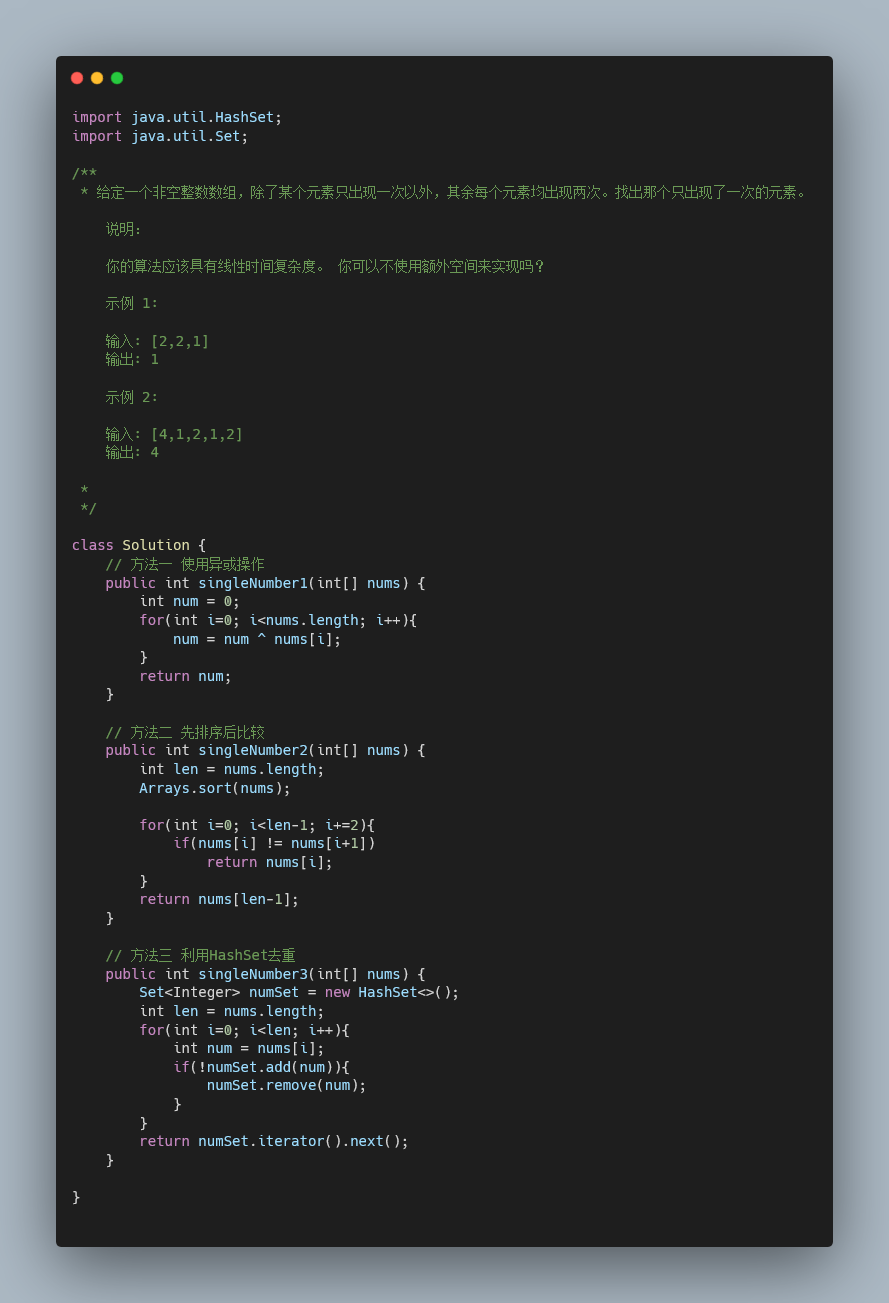 import java.util.HashSet;
import java.util.Set;

/**
 * 给定一个非空整数数组，除了某个元素只出现一次以外，其余每个元素均出现两次。找出那个只出现了一次的元素。

    说明：

    你的算法应该具有线性时间复杂度。 你可以不使用额外空间来实现吗？

    示例 1:

    输入: [2,2,1]
    输出: 1

    示例 2:

    输入: [4,1,2,1,2]
    输出: 4

 *
 */

class Solution {
    // 方法一 使用异或操作
    public int singleNumber1(int[] nums) {
        int num = 0;
        for(int i=0; i<nums.length; i++){
            num = num ^ nums[i];
        }
        return num;
    }

    // 方法二 先排序后比较
    public int singleNumber2(int[] nums) {
        int len = nums.length;
        Arrays.sort(nums);

        for(int i=0; i<len-1; i+=2){
            if(nums[i] != nums[i+1])
                return nums[i];
        }
        return nums[len-1];
    }

    // 方法三 利用HashSet去重
    public int singleNumber3(int[] nums) {
        Set<Integer> numSet = new HashSet<>();
        int len = nums.length;
        for(int i=0; i<len; i++){
            int num = nums[i];
            if(!numSet.add(num)){
                numSet.remove(num);
            }
        }
        return numSet.iterator().next();
    }

}